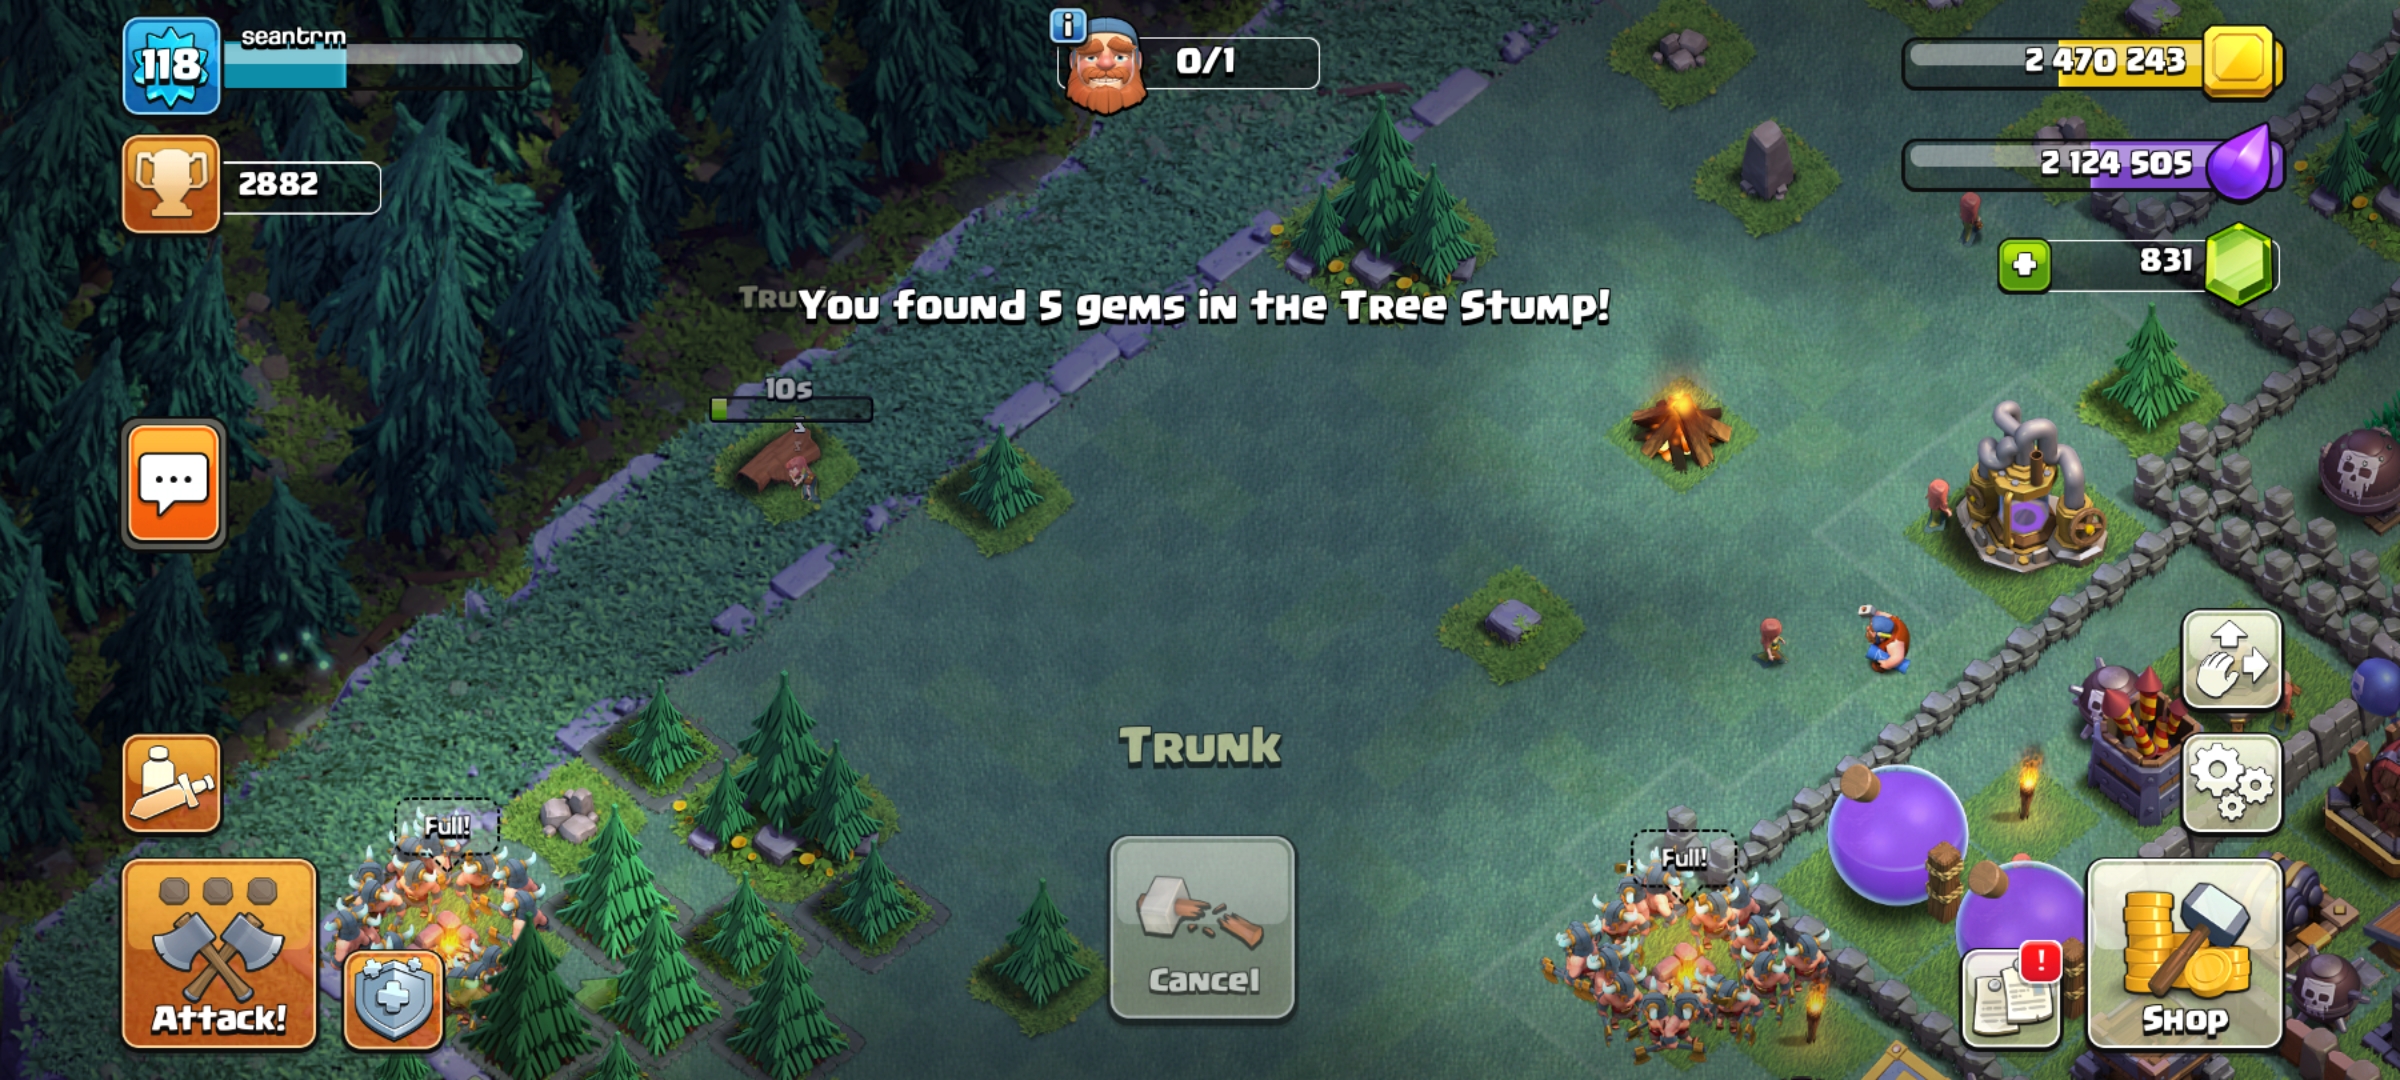 seantrm
118
0/1
2 470 243
2882
2 124 505
831
You found 5 gems in the Tree Stump!
10s
Trunk
Full!
Full!
Cancel
Attack!
!
Shop